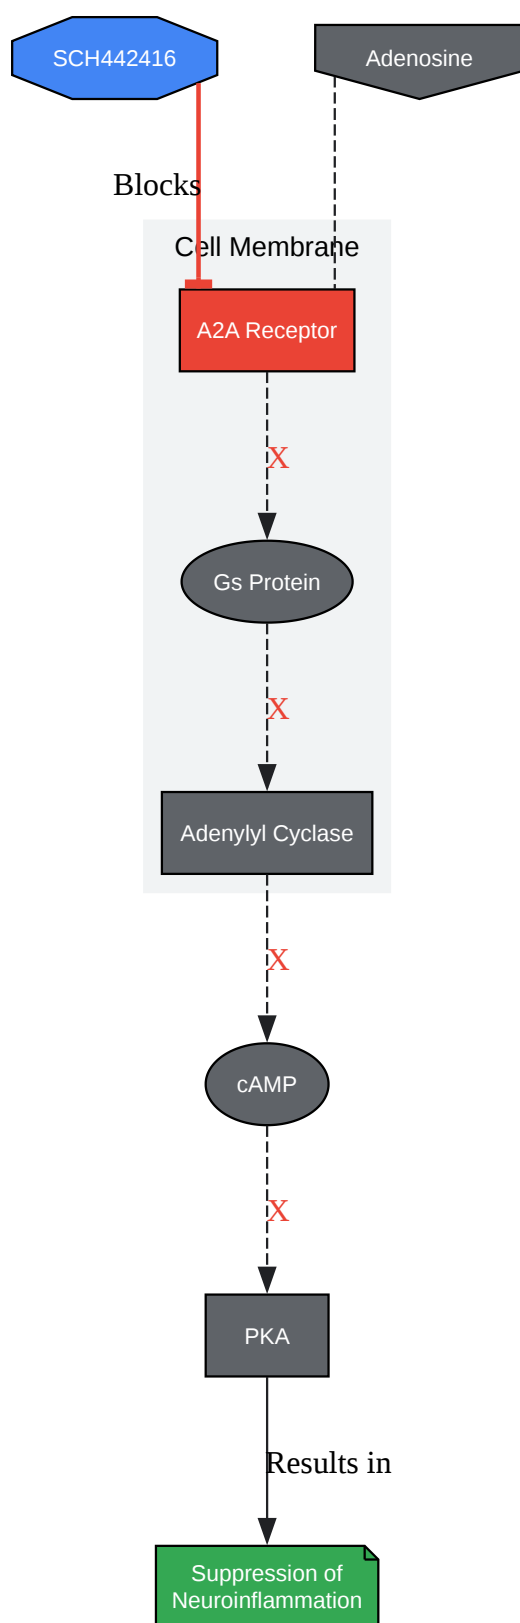 SCH442416
Adenosine
Blocks
Cell Membrane
A2A Receptor
X
Gs Protein
X
Adenylyl Cyclase
X
cAMP
X
PKA
Results in
Suppression of
Neuroinflammation